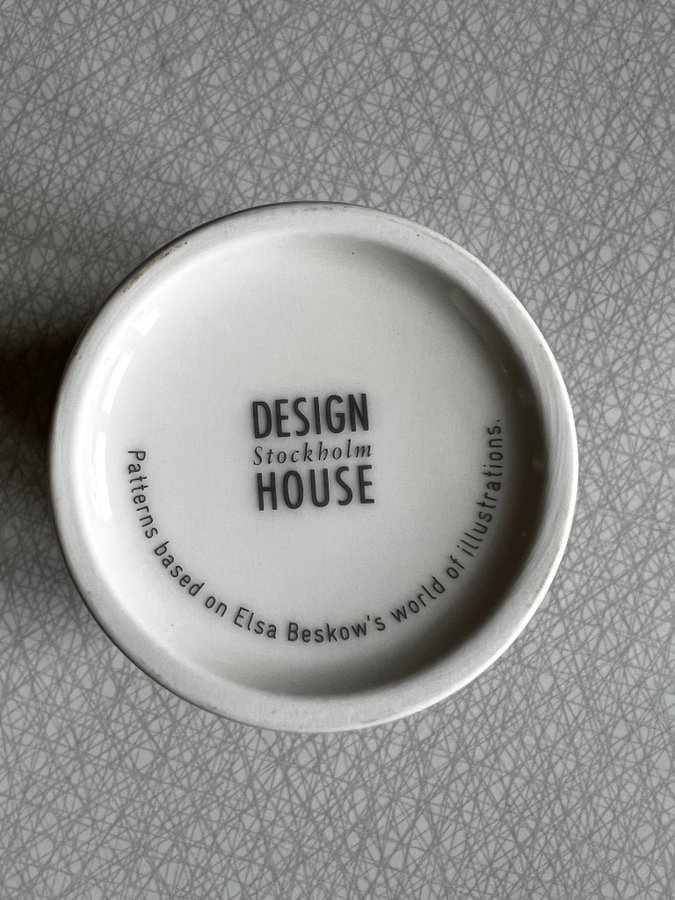 DESIGN
Stockholm
HOUSE
Patterns based on Elsa Beskow's world of illustrations.